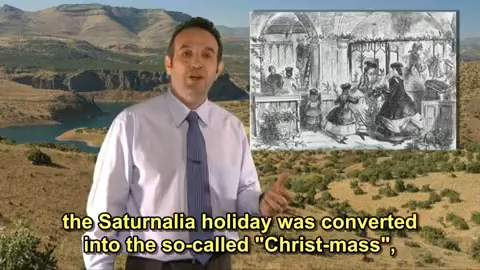 the Saturnalia holiday was converted
into the so-called "Christ-mass",